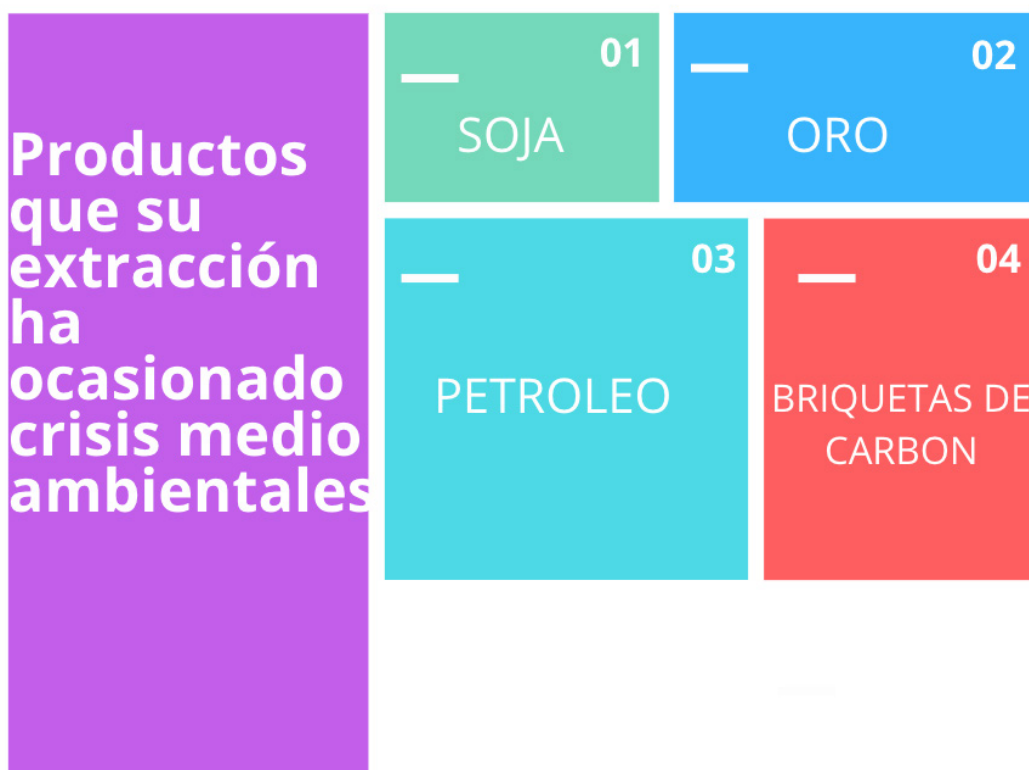 Productos
que su
extracción
ha
ocasionado
crisis medio
ambientales
01
SOJA
02
ORO
03
PETROLEO
04
BRIQUETAS DE
CARBON